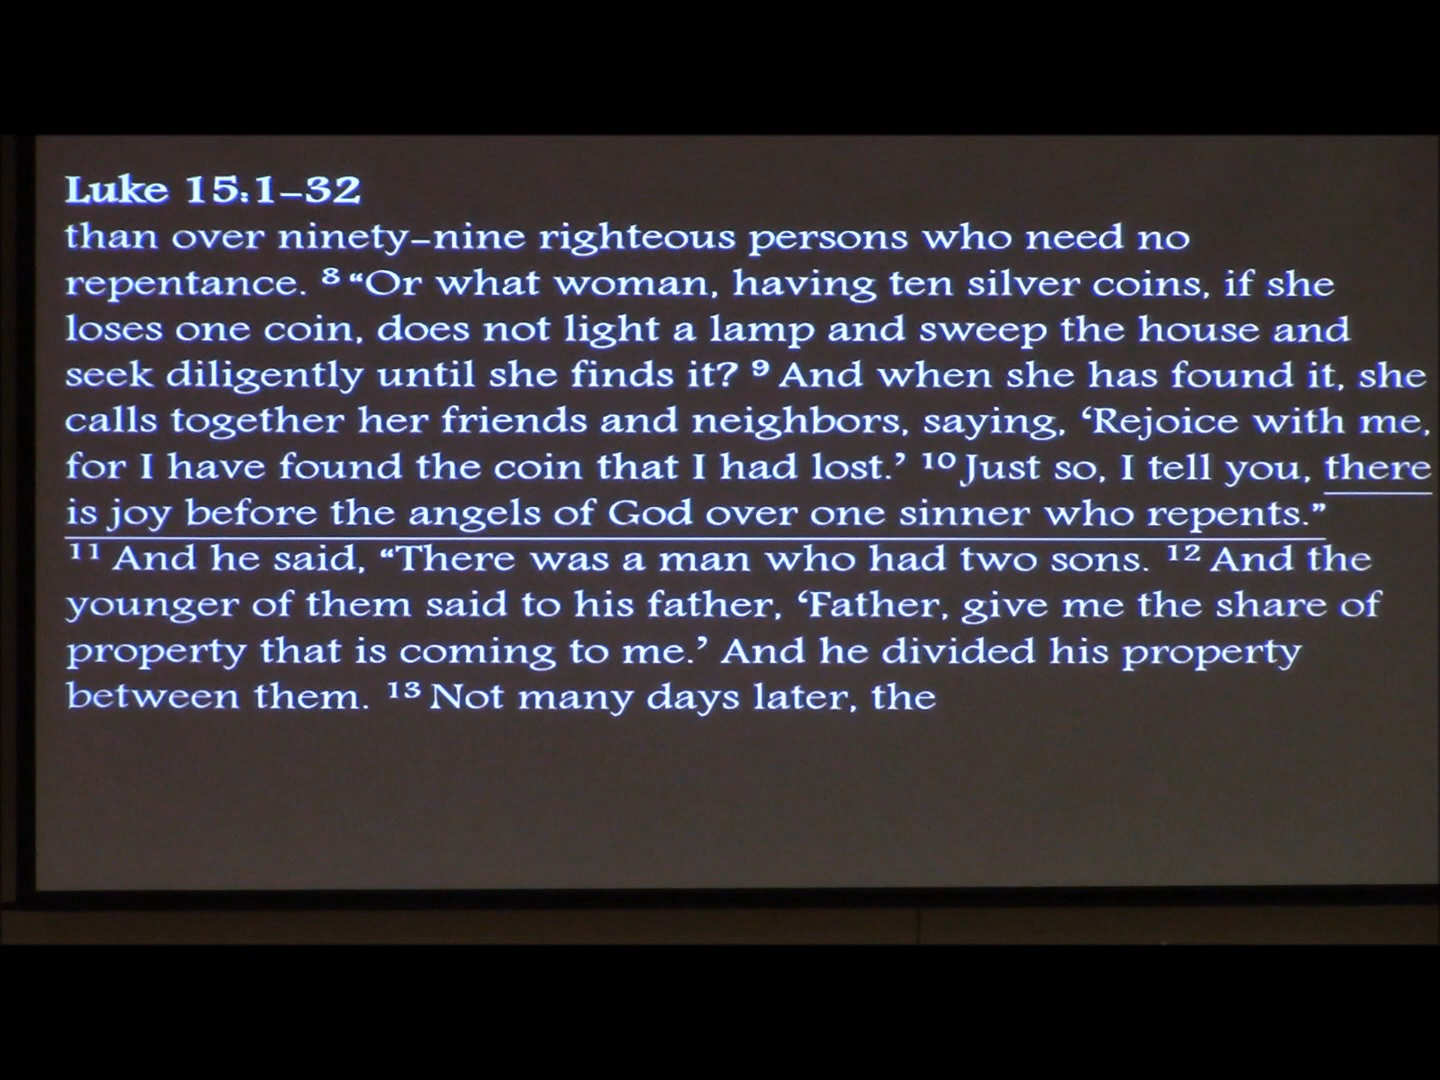 Luke 15:1–32
than over ninety–nine righteous persons who need no
repentance. 8 “Or what woman, having ten silver coins, if she
loses one coin, does not light a lamp and sweep the house and
seek diligently until she finds it? 9 And when she has found it, she
calls together her friends and neighbors, saying, ‘Rejoice with me,
for I have found the coin that I had lost.’ 10 Just so, I tell you, there
is joy before the angels of God over one sinner who repents.”
11 And he said, “There was a man who had two sons. 12 And the
younger of them said to his father, ‘Father, give me the share of
property that is coming to me.’ And he divided his property
between them. 13 Not many days later, the